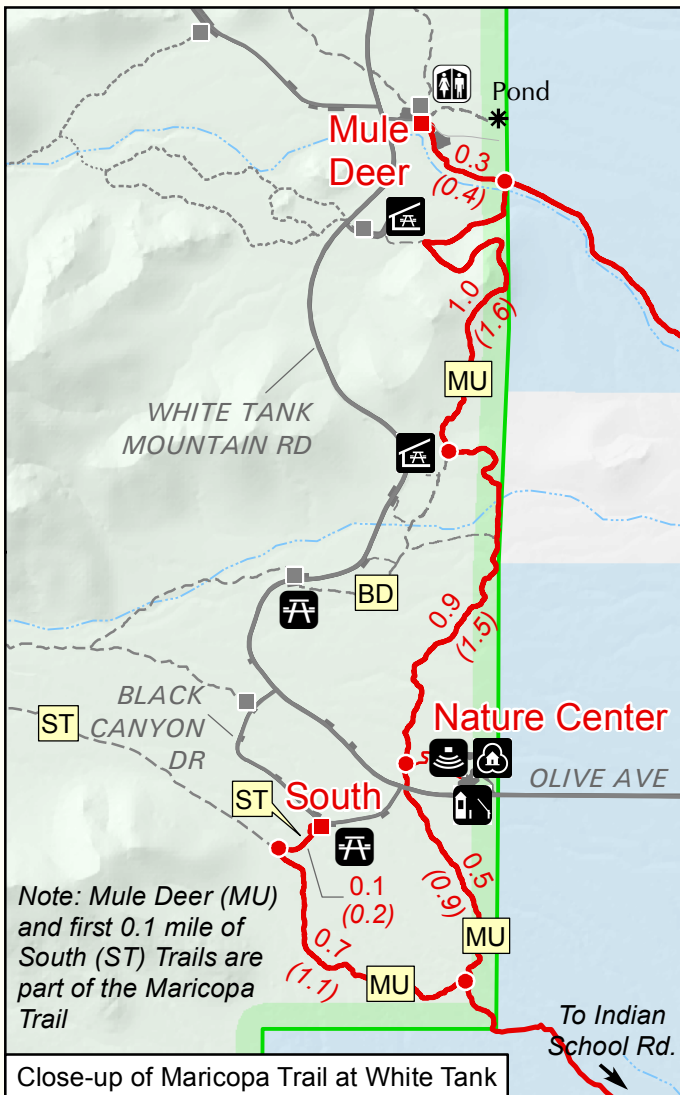 Pond
Mule
Deer
0.3
(0.4)
1.0
(1.6)
MU
WHITE TANK
MOUNTAIN RD
BD
0.9
(1.5)
BLACK
CANYON
DR
ST
Nature Center
OLIVE AVE
ST
South
0.1
(0.2)
0.5
(0.9)
MU
0.7
(1.1)
MU
Note: Mule Deer (MU)
and first 0.1 mile of
South (ST) Trails are
part of the Maricopa
Trail
To Indian
School Rd.
Close-up of Maricopa Trail at White Tank